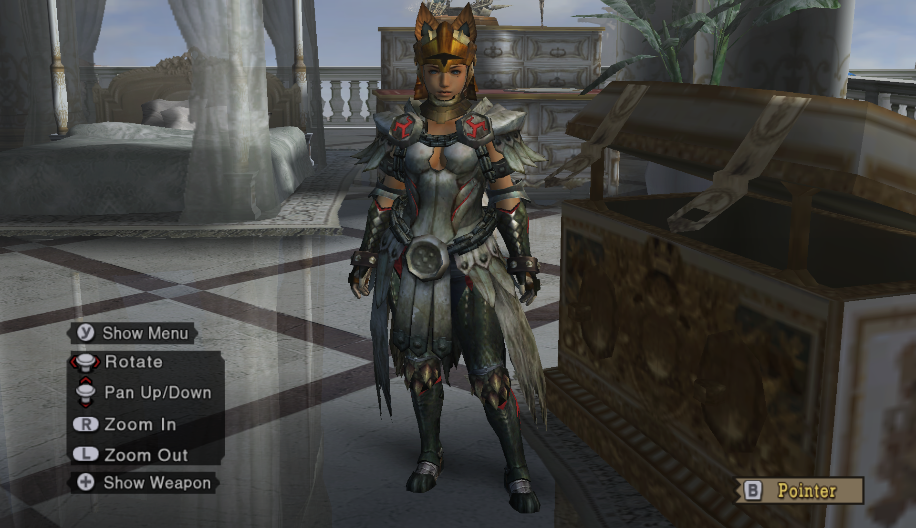 Y Show Menu
Rotate
Pan Up/Down
R Zoom In
L Zoom Out
+ Show Weapon
B Pointer